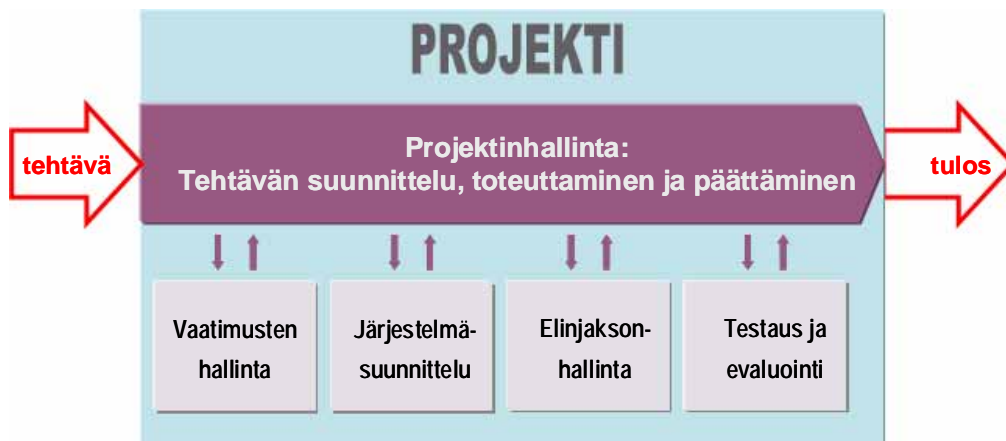 PROJEKTI
tehtävä
Projektinhallinta:
Tehtävän suunnittelu, toteuttaminen ja päättäminen
tulos
Vaatimusten
hallinta
Järjestelmä-
suunnittelu
Elinjakson-
hallinta
Testaus ja
evaluointi